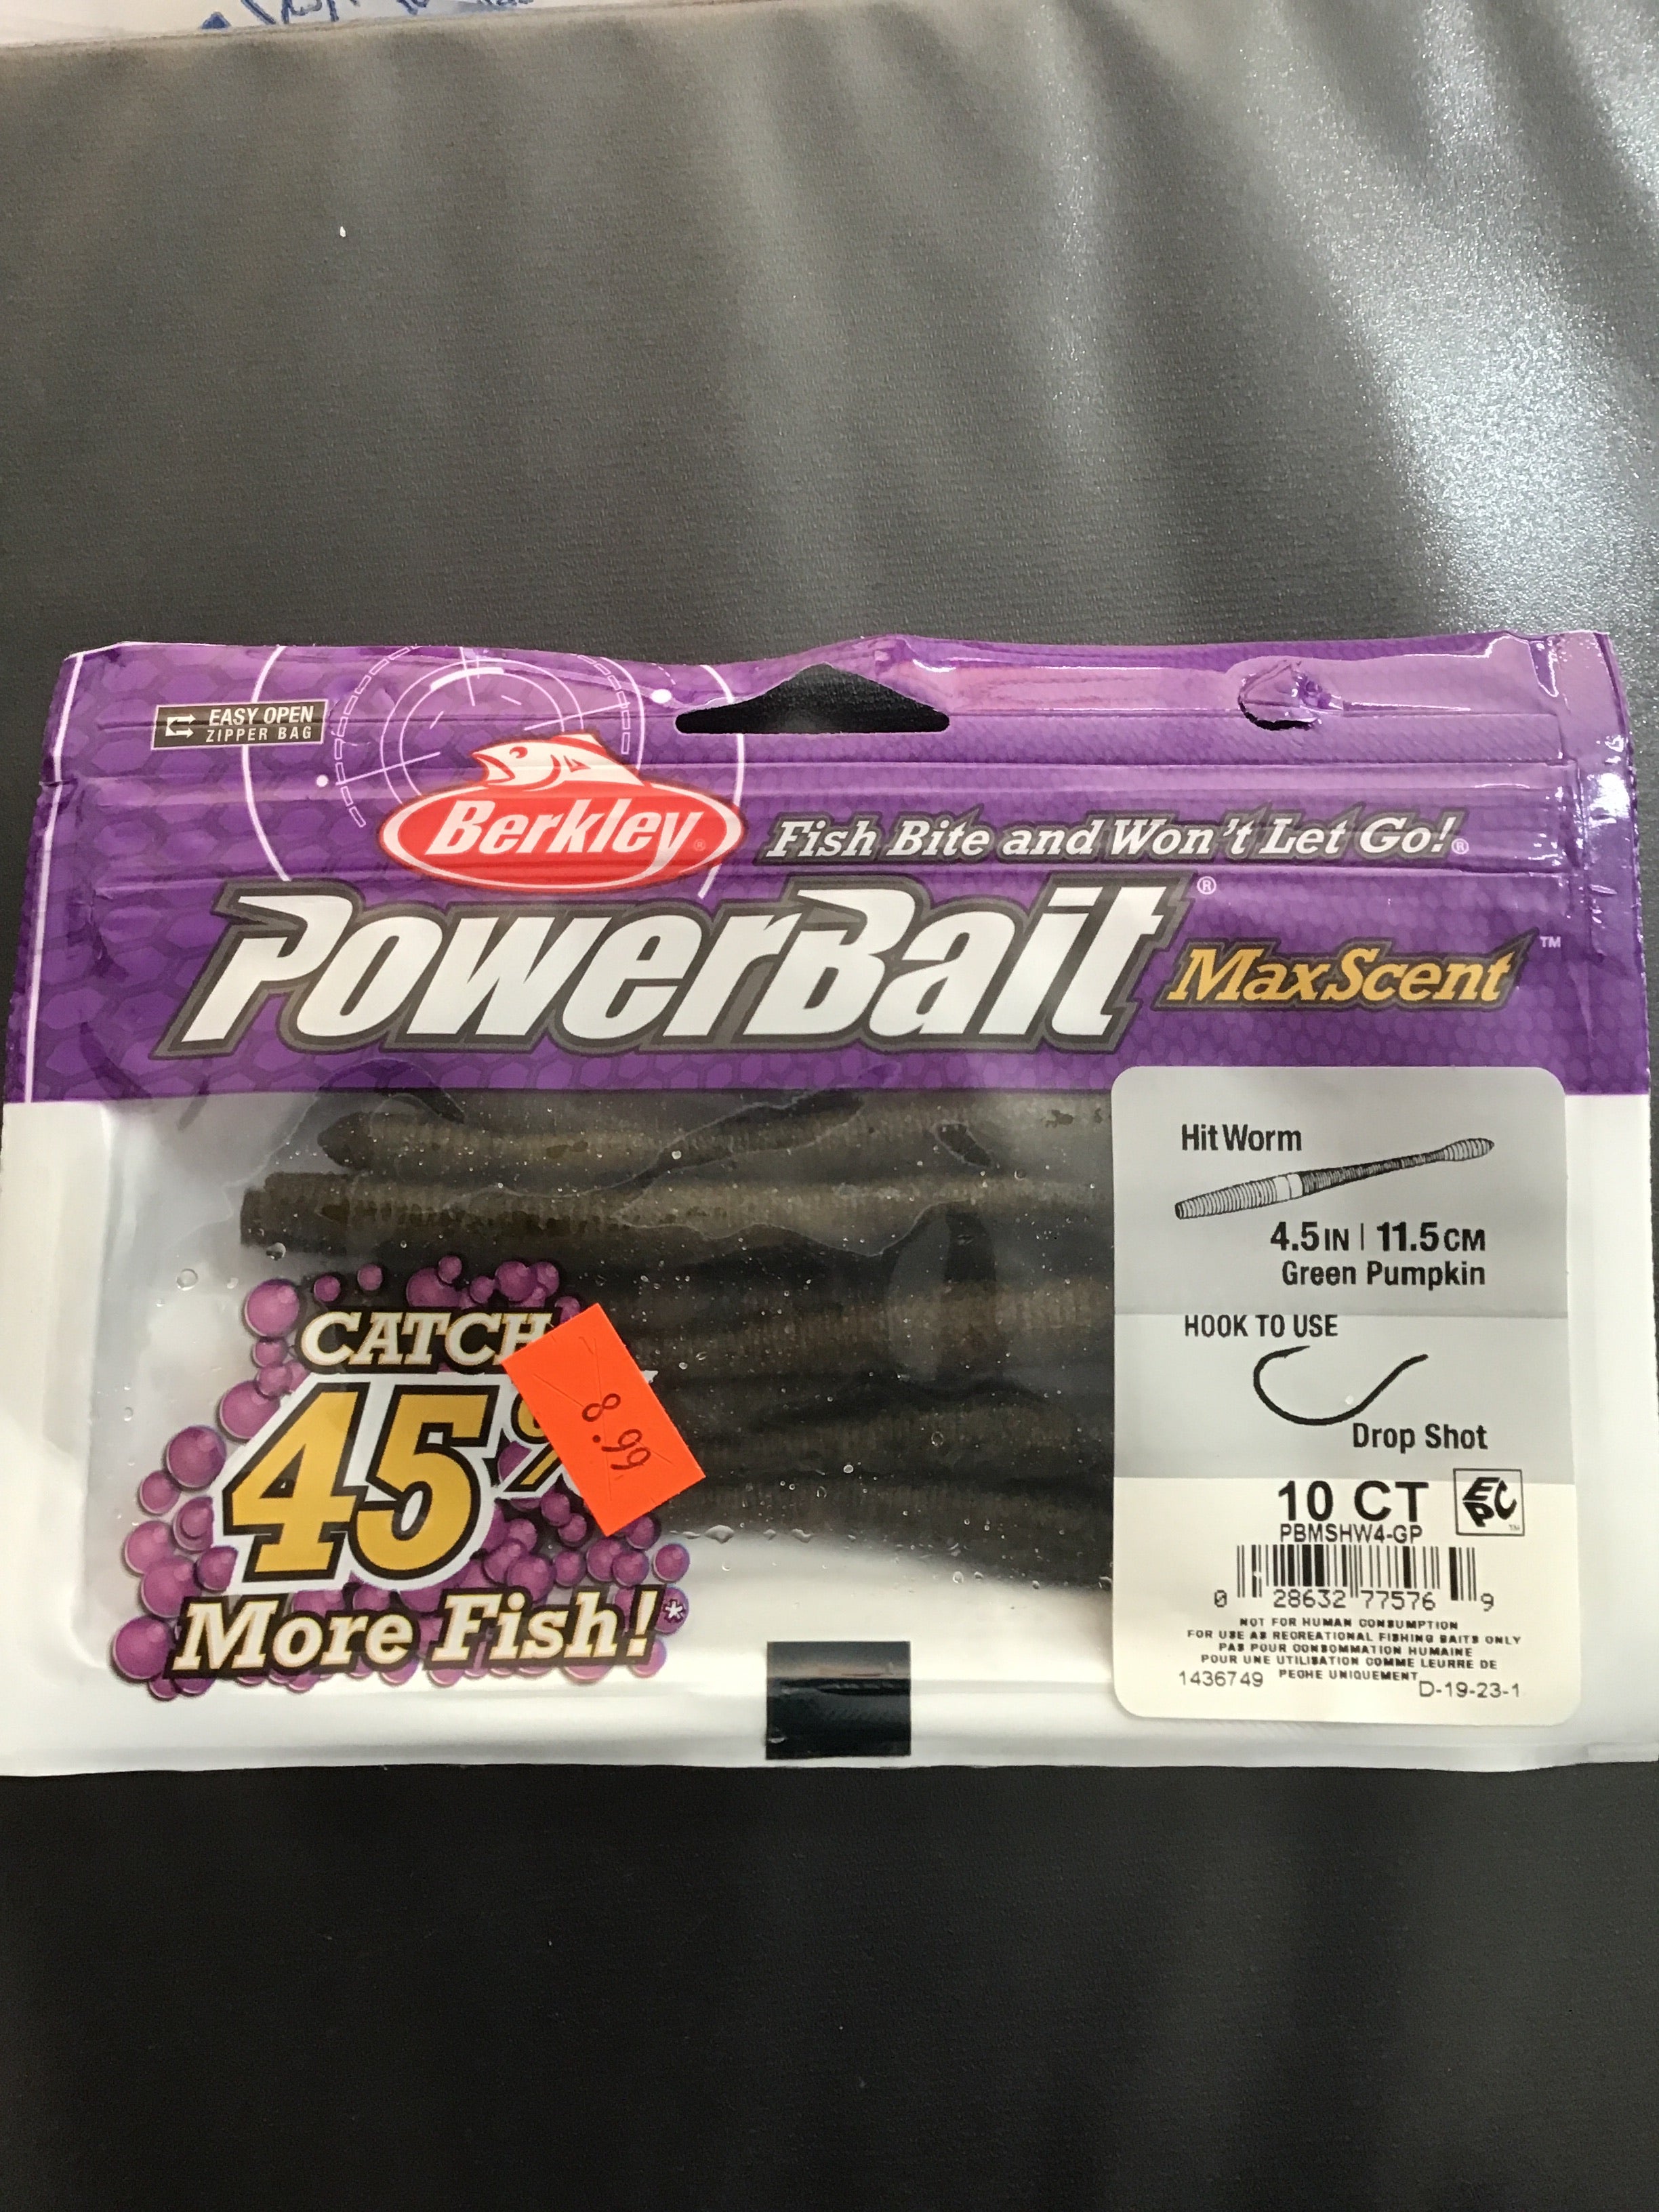 EASY OPEN
ZIPPER BAG
Berkley®
Fish Bite and Won't Let Go!®
PowerBait®
MaxScent™
Hit Worm
4.5IN | 11.5CM
Green Pumpkin
HOOK TO USE
Drop Shot
CATCH
45%
More Fish!*
8.99
10 CT
PBMSHW4-GP
0 28632 77576 9
NOT FOR HUMAN CONSUMPTION
FOR USE AS RECREATIONAL FISHING BAITS ONLY
PAS POUR CONSOMMATION HUMAINE
POUR UNE UTILISATION COMME LEURRE DE
PECHE UNIQUEMENT
1436749
D-19-23-1